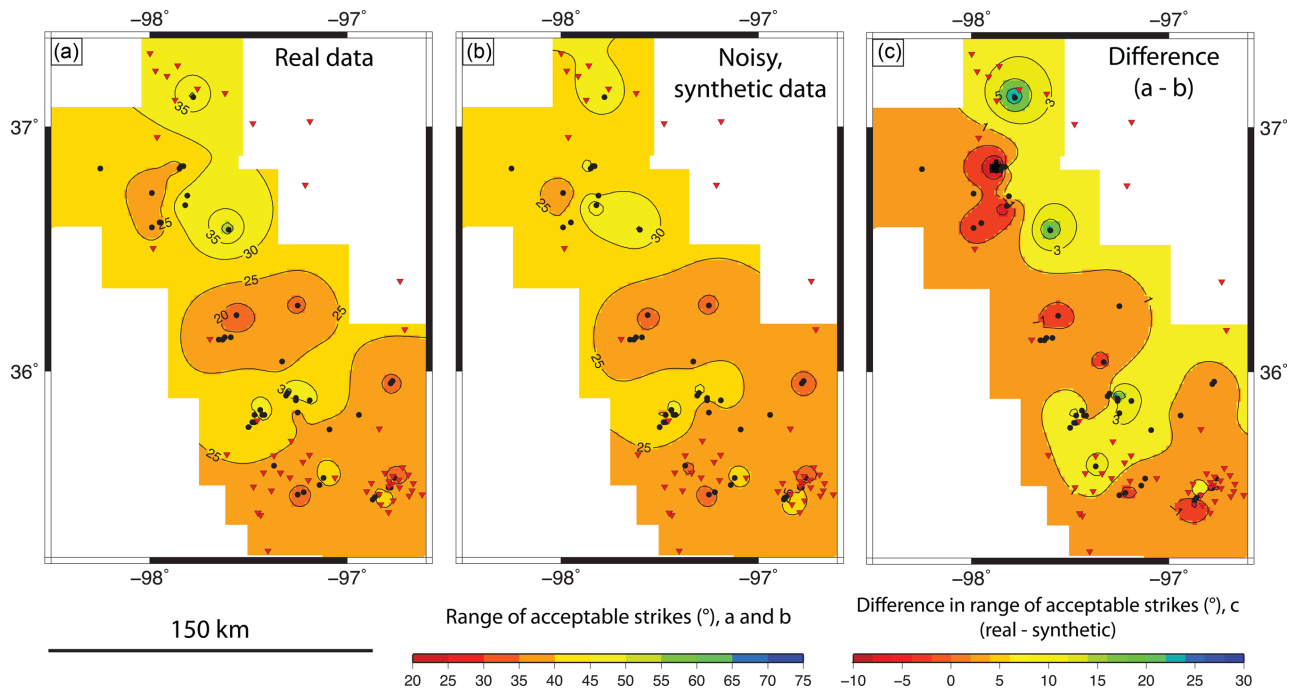 −98° −97° −98° −97° −98° −97°
(a) Real data
(b) Noisy,
synthetic data
(c) Difference
(a - b)
37° 37°
36° 36°
35
25
35
30
25
20
25
30
25
25
30
25
5
3
1
3
1
3
−98° −97° −98° −97° −98° −97°
150 km
Range of acceptable strikes (°), a and b
20 25 30 35 40 45 50 55 60 65 70 75
Difference in range of acceptable strikes (°), c
(real - synthetic)
−10 −5 0 5 10 15 20 25 30